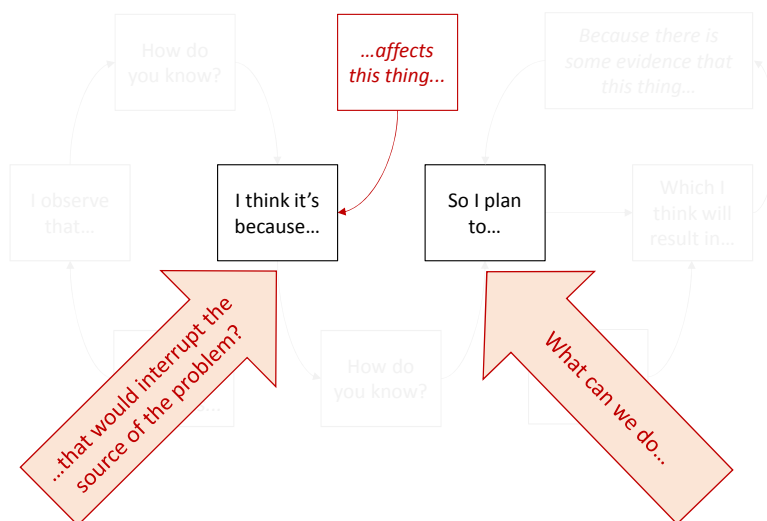 How do
you know?
...affects
this thing...
Because there is
some evidence that
this thing...
I observe
that...
I think it's
because...
So I plan
to...
Which I
think will
result in...
...that would interrupt the
source of the problem?
How do
you know?
What can we do...